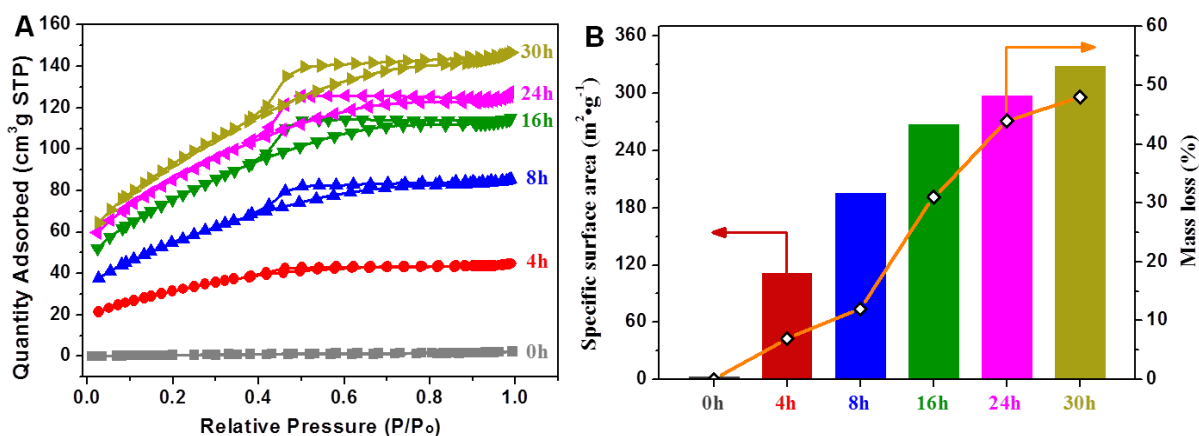 A
Quantity Adsorbed (cm³g STP)
160
140
120
100
80
60
40
20
0
30h
24h
16h
8h
4h
0h
0.0 0.2 0.4 0.6 0.8 1.0
Relative Pressure (P/P₀)
B
Specific surface area (m²•g⁻¹)
360
300
240
180
120
60
0
60
50
40
30
20
10
0
Mass loss (%)
0h 4h 8h 16h 24h 30h